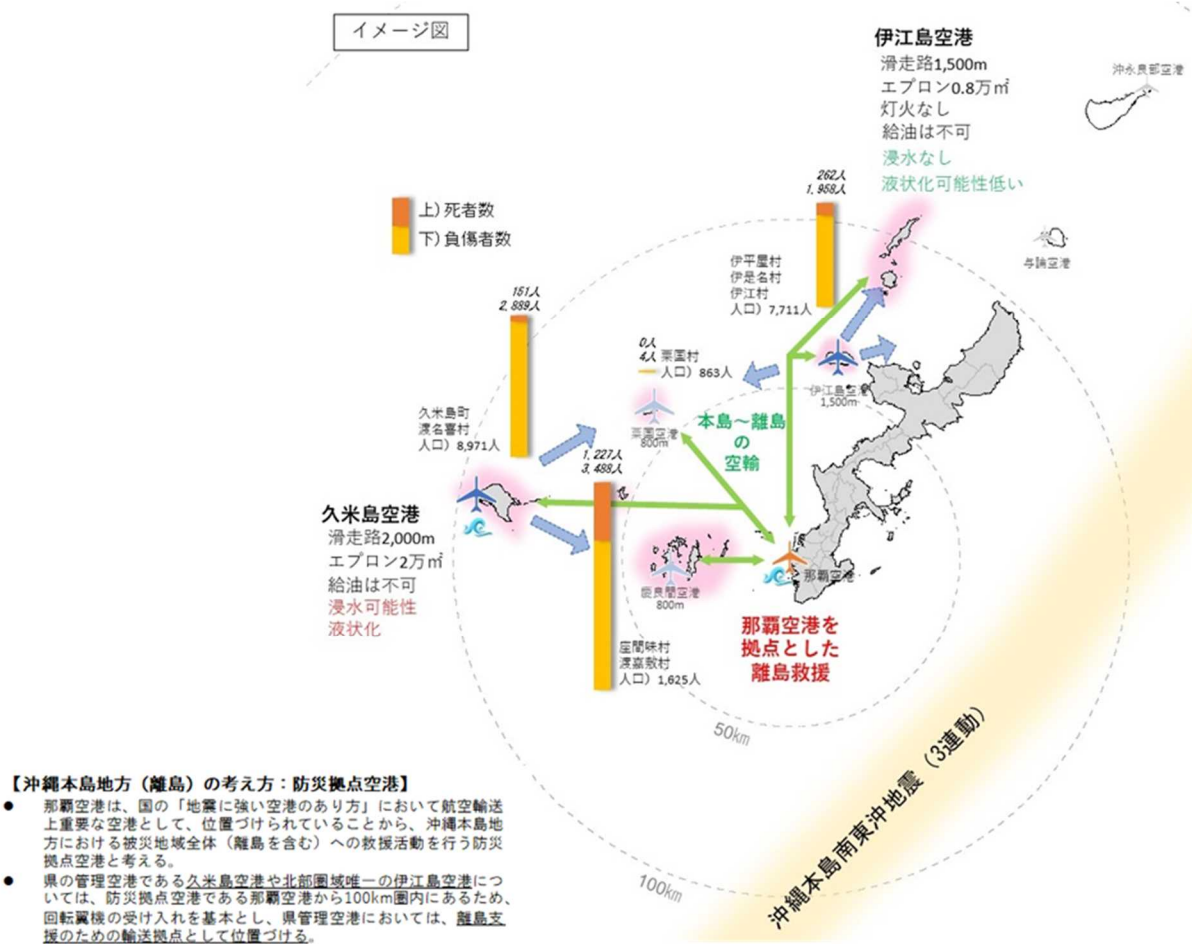 イメージ図
伊江島空港
滑走路1,500m
エプロン0.8万㎡
灯火なし
給油は不可
浸水なし
液状化可能性低い
沖永良部空港
与論空港
上）死者数
下）負傷者数
262人
1,958人
伊平屋村
伊是名村
伊江村
人口）7,711人
151人
2,889人
久米島町
渡名喜村
人口）8,971人
0人
4人
粟国村
人口）863人
粟国空港
800m
伊江島空港
1,500m
本島～離島
の
空輸
1,227人
3,488人
久米島空港
滑走路2,000m
エプロン2万㎡
給油は不可
浸水可能性
液状化
慶良間空港
800m
那覇空港
那覇空港を
拠点とした
離島救援
座間味村
渡嘉敷村
人口）1,625人
50km
100km
沖縄本島南東沖地震（3連動）
【沖縄本島地方（離島）の考え方：防災拠点空港】
● 那覇空港は、国の「地震に強い空港のあり方」において航空輸送
上重要な空港として、位置づけられていることから、沖縄本島地
方における被災地域全体（離島を含む）への救援活動を行う防災
拠点空港と考える。
● 県の管理空港である久米島空港や北部圏域唯一の伊江島空港につ
いては、防災拠点空港である那覇空港から100km圏内にあるため、
回転翼機の受け入れを基本とし、県管理空港においては、離島支
援のための輸送拠点として位置づける。